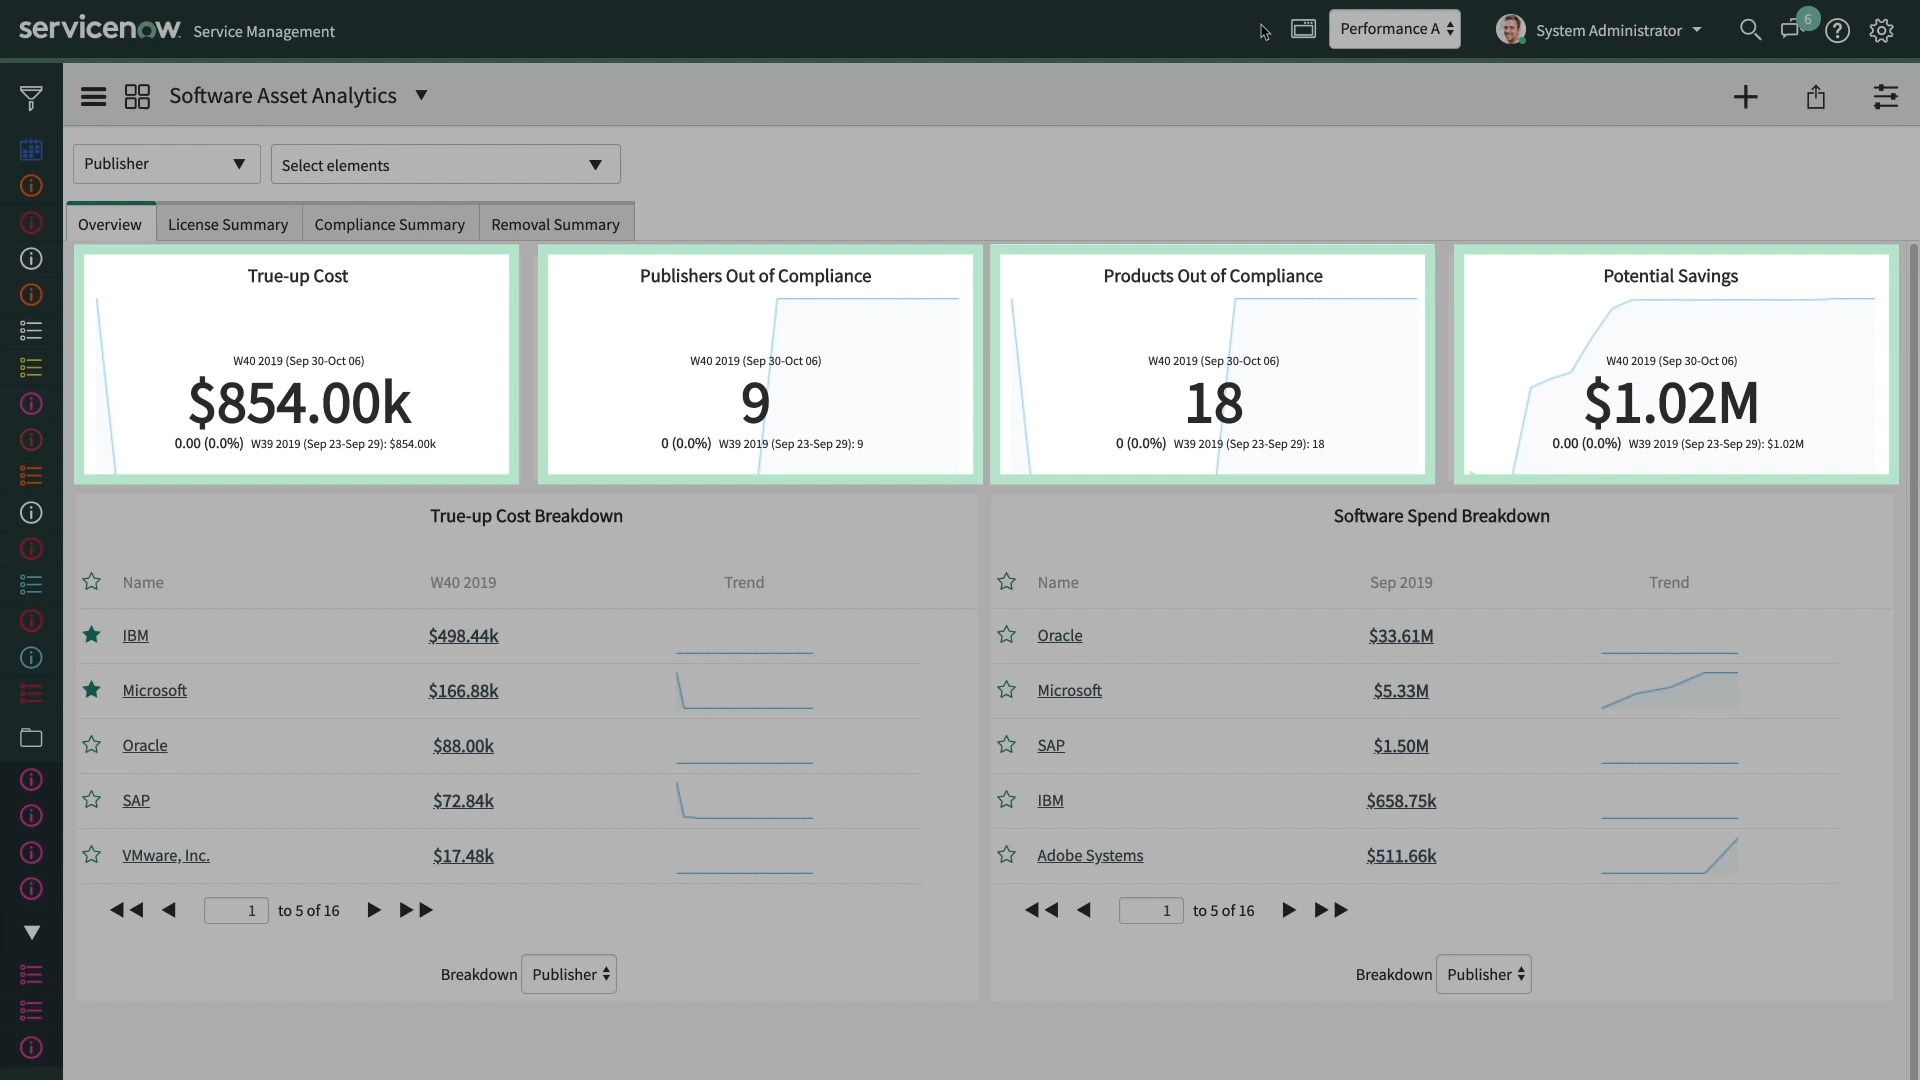 servicenow Service Management
Performance A
System Administrator
6
Software Asset Analytics
Publisher
Select elements
Overview
License Summary
Compliance Summary
Removal Summary
True-up Cost
W40 2019 (Sep 30-Oct 06)
$854.00k
0.00 (0.0%) W39 2019 (Sep 23-Sep 29): $854.00k
Publishers Out of Compliance
W40 2019 (Sep 30-Oct 06)
9
0 (0.0%) W39 2019 (Sep 23-Sep 29): 9
Products Out of Compliance
W40 2019 (Sep 30-Oct 06)
18
0 (0.0%) W39 2019 (Sep 23-Sep 29): 18
Potential Savings
W40 2019 (Sep 30-Oct 06)
$1.02M
0.00 (0.0%) W39 2019 (Sep 23-Sep 29): $1.02M
True-up Cost Breakdown
Name W40 2019 Trend
IBM $498.44k
Microsoft $166.88k
Oracle $88.00k
SAP $72.84k
VMware, Inc. $17.48k
1 to 5 of 16
Breakdown Publisher
Software Spend Breakdown
Name Sep 2019 Trend
Oracle $33.61M
Microsoft $5.33M
SAP $1.50M
IBM $658.75k
Adobe Systems $511.66k
1 to 5 of 16
Breakdown Publisher